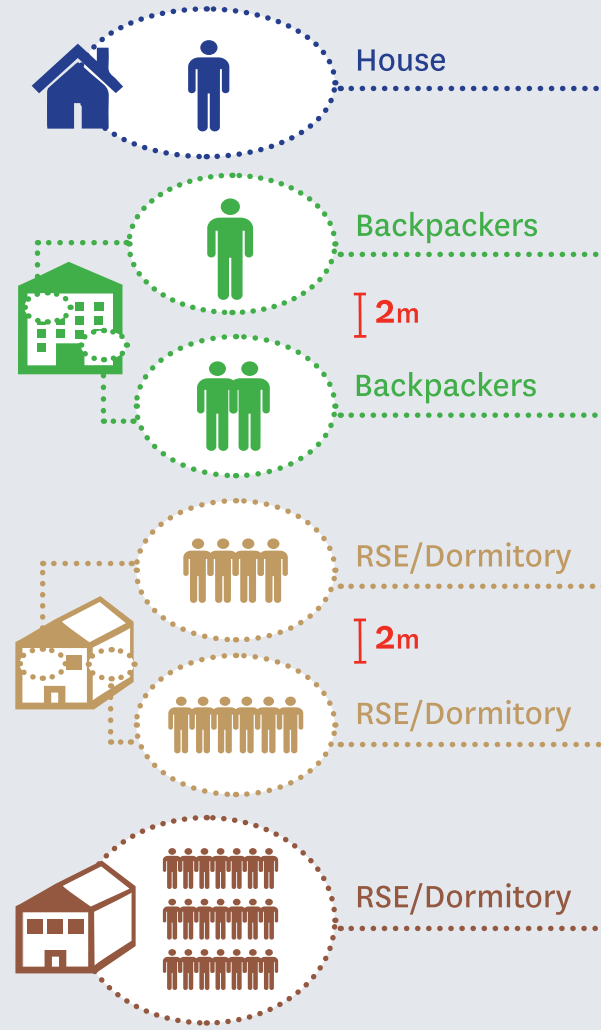 House
Backpackers
2m
Backpackers
RSE/Dormitory
2m
RSE/Dormitory
RSE/Dormitory